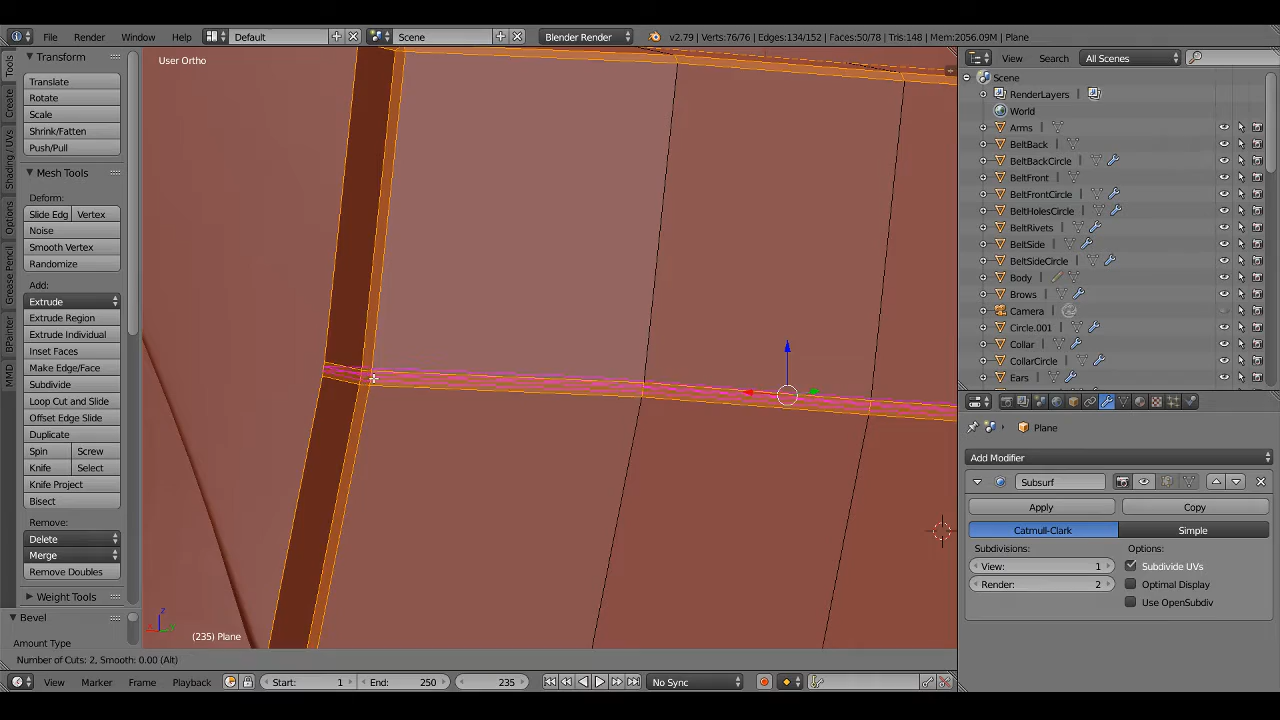 File Render Window Help Default Scene Blender Render v2.79 | Verts:76/76 | Edges:134/152 | Faces:50/78 | Tris:148 | Mem:2056.09M | Plane
User Ortho
Tools
Create
Shading / UVs
Options
Grease Pencil
BPainter
MMD
Transform
Translate
Rotate
Scale
Shrink/Fatten
Push/Pull
Mesh Tools
Deform:
Slide Edg Vertex
Noise
Smooth Vertex
Randomize
Add:
Extrude
Extrude Region
Extrude Individual
Inset Faces
Make Edge/Face
Subdivide
Loop Cut and Slide
Offset Edge Slide
Duplicate
Spin Screw
Knife Select
Knife Project
Bisect
Remove:
Delete
Merge
Remove Doubles
Weight Tools
Bevel
Amount Type
z
(235) Plane
Number of Cuts: 2, Smooth: 0.00 (Alt)
View Marker Frame Playback Start: 1 End: 250 235 No Sync
View Search All Scenes
Scene
RenderLayers
World
Arms
BeltBack
BeltBackCircle
BeltFront
BeltFrontCircle
BeltHolesCircle
BeltRivets
BeltSide
BeltSideCircle
Body
Brows
Camera
Circle.001
Collar
CollarCircle
Ears
Plane
Add Modifier
Subsurf
Apply Copy
Catmull-Clark Simple
Subdivisions: Options:
View: 1 Subdivide UVs
Render: 2 Optimal Display
Use OpenSubdiv